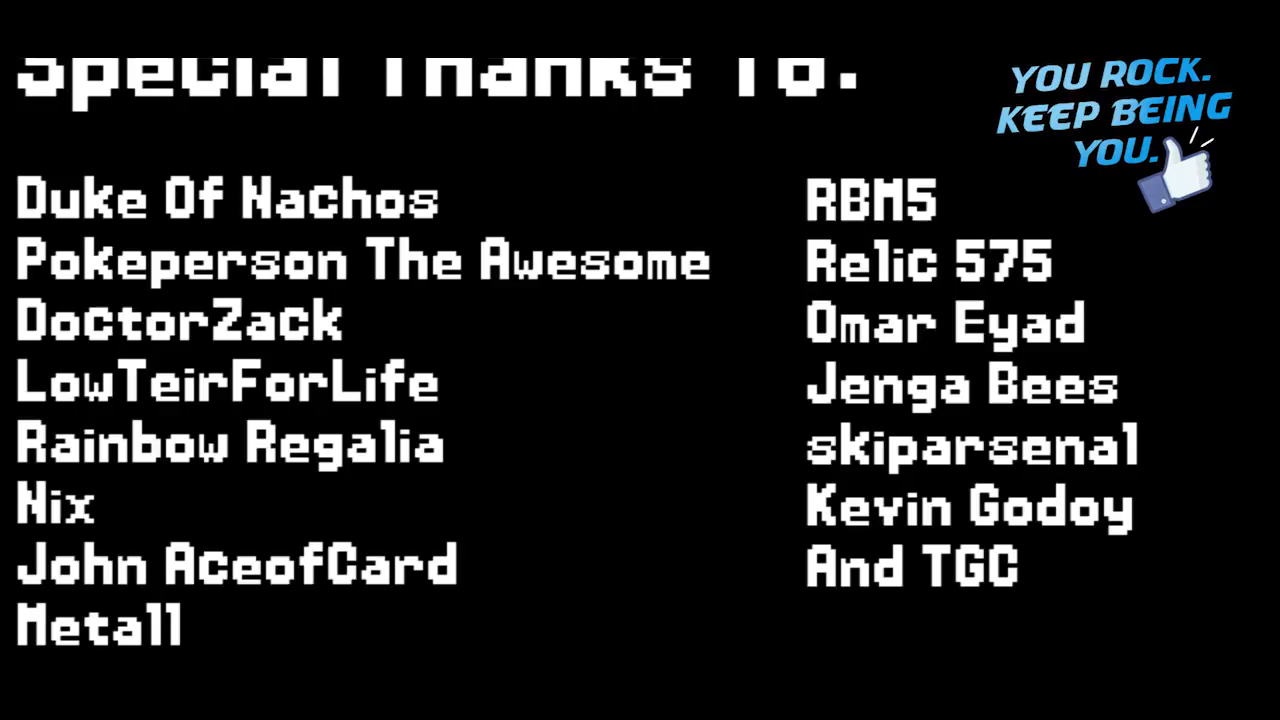 Special Thanks To:
YOU ROCK.
KEEP BEING
YOU.
Duke Of Nachos
Pokeperson The Awesome
DoctorZack
LowTeirForLife
Rainbow Regalia
Nix
John AceofCard
Metall
RBM5
Relic 575
Omar Eyad
Jenga Bees
skiparsenal
Kevin Godoy
And TGC